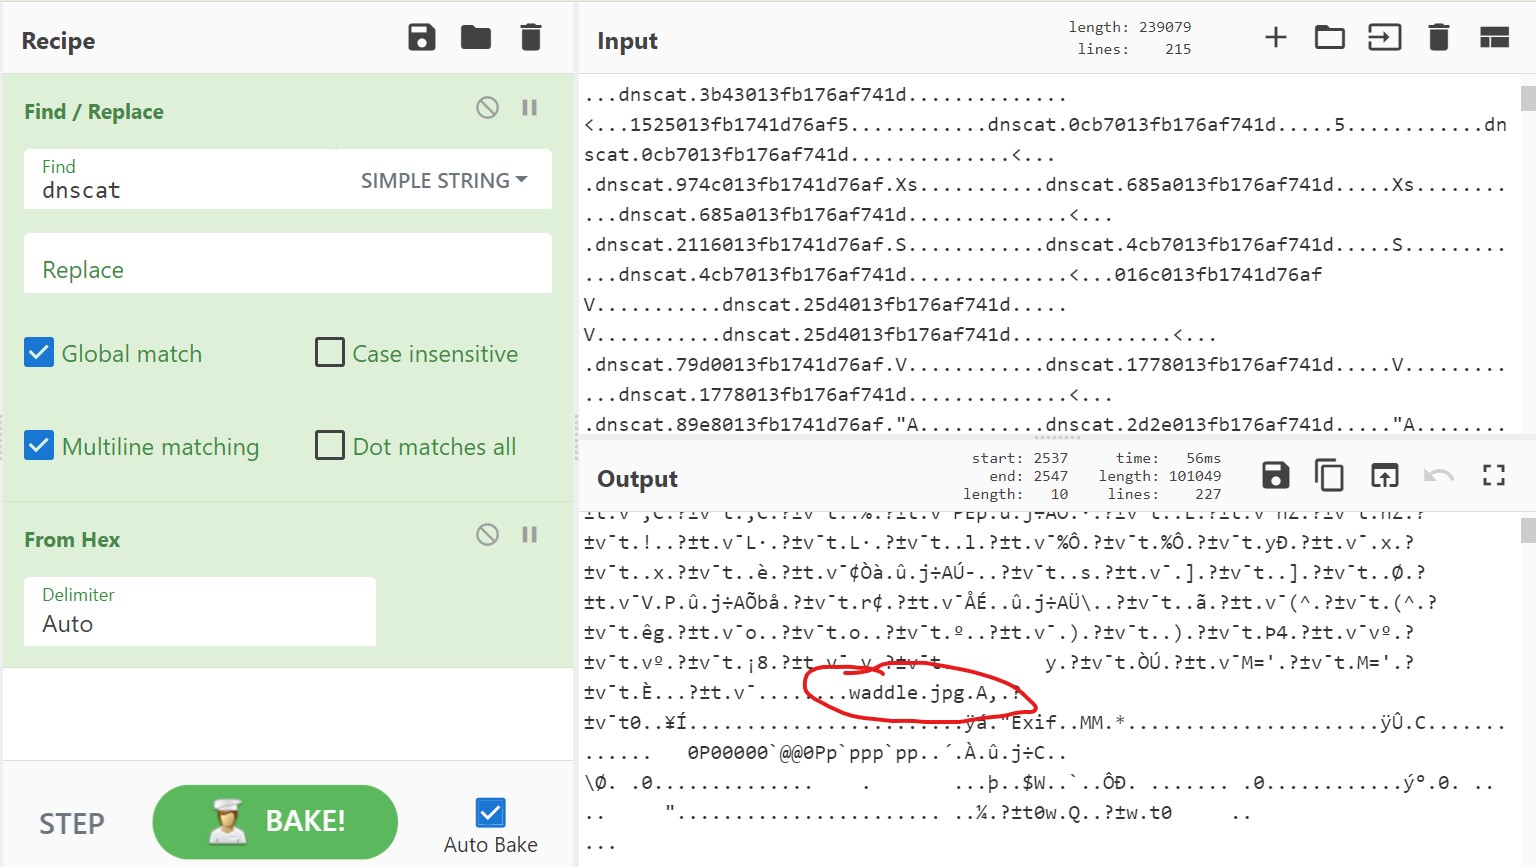 Recipe
Find / Replace
Find
dnscat
SIMPLE STRING
Replace
Global match
Case insensitive
Multiline matching
Dot matches all
From Hex
Delimiter
Auto
STEP
BAKE!
Auto Bake
Input
length: 239079
lines: 215
...dnscat.3b43013fb176af741d..............
<...1525013fb1741d76af5............dnscat.0cb7013fb176af741d.....5............dn
scat.0cb7013fb176af741d..............<...
.dnscat.974c013fb1741d76af.Xs...........dnscat.685a013fb176af741d.....Xs........
...dnscat.685a013fb176af741d..............<...
.dnscat.2116013fb1741d76af.S............dnscat.4cb7013fb176af741d.....S.........
...dnscat.4cb7013fb176af741d..............<...016c013fb1741d76af
V...........dnscat.25d4013fb176af741d.....
V...........dnscat.25d4013fb176af741d..............<...
.dnscat.79d0013fb1741d76af.V............dnscat.1778013fb176af741d.....V.........
...dnscat.1778013fb176af741d..............<...
.dnscat.89e8013fb1741d76af."A...........dnscat.2d2e013fb176af741d....."A........
Output
start: 2537
end: 2547
length: 10
time: 56ms
length: 101049
lines: 227
±v¯t.!..?±t.v¯L·.?±v¯t.L·.?±v¯t..l.?±t.v¯%Ô.?±v¯t.%Ô.?±v¯t.yÐ.?±t.v¯.x.?
±v¯t..x.?±v¯t..è.?±t.v¯¢Òà.û.j÷AÚ-..?±v¯t..s.?±t.v¯.].?±v¯t..].?±v¯t..Ø.?
±t.v¯V.P.û.j÷AÕbå.?±v¯t.r¢.?±t.v¯ÅÉ..û.j÷AÜ\..?±v¯t..ã.?±t.v¯(^.?±v¯t.(^.?
±v¯t.êg.?±t.v¯o..?±v¯t.o..?±v¯t.º..?±t.v¯.).?±v¯t..).?±v¯t.Þ4.?±t.v¯vº.?
±v¯t.vº.?±v¯t.¡8.?±t.v¯.v.?±v¯t. y.?±v¯t.ÒÚ.?±t.v¯M='.?±v¯t.M='.?
±v¯t.È...?±t.v¯........waddle.jpg.A,.?
±v¯t0..¥Í........................ÿá."Exif..MM.*......................ÿÛ.C.......
...... 0P00000`@@0Pp`ppp`pp..´.À.û.j÷C..
\Ø. .0.............. . ...þ..$W..`..ÔÐ. ....... .0............ýº.0. ..
.. "....................... ..¼.?±t0w.Q..?±w.t0 ..
...